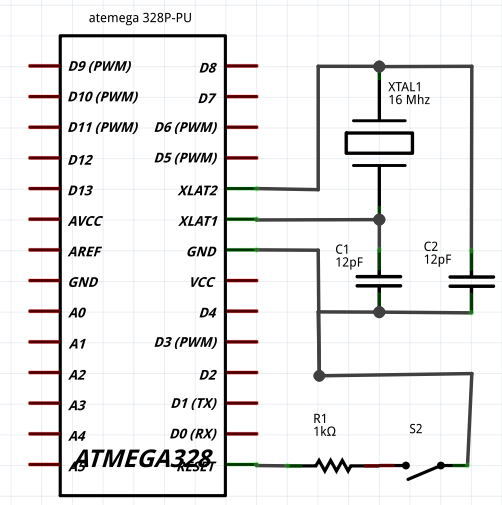 atemega 328P-PU
D9 (PWM) D8
D10 (PWM) D7
D11 (PWM) D6 (PWM)
D12 D5 (PWM)
D13 XLAT2
AVCC XLAT1
AREF GND
GND VCC
A0 D4
A1 D3 (PWM)
A2 D2
A3 D1 (TX)
A4 D0 (RX)
A5 RESET
ATMEGA328
XTAL1
16 Mhz
C1
12pF
C2
12pF
R1
1kΩ
S2